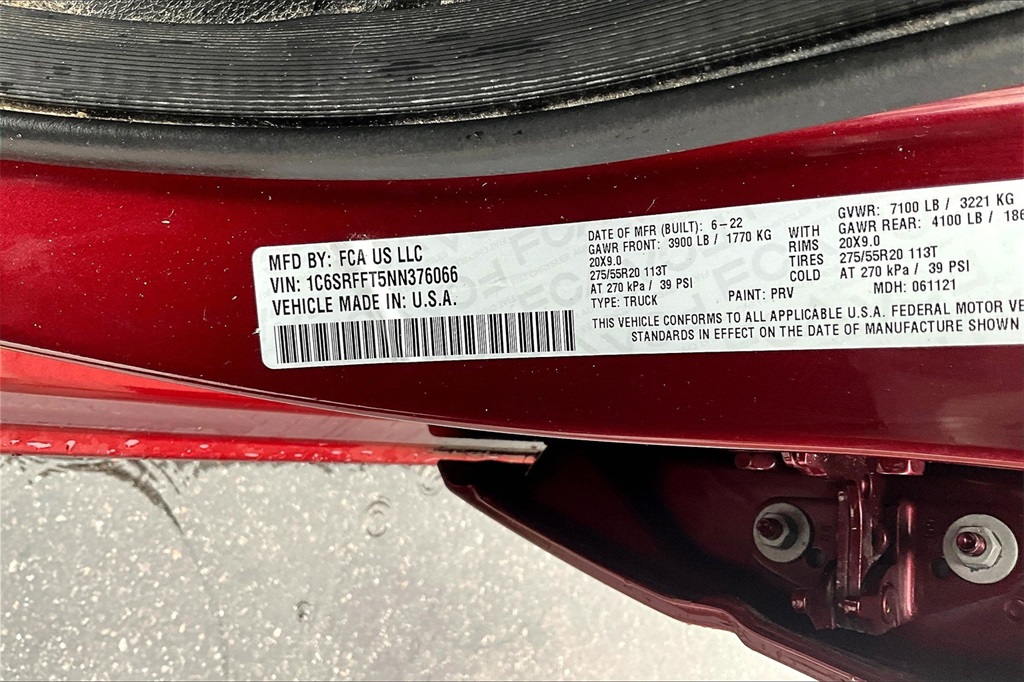 MFD BY: FCA US LLC
VIN: 1C6SRFFT5NN376066
VEHICLE MADE IN: U.S.A.
DATE OF MFR (BUILT): 6-22
GAWR FRONT: 3900 LB / 1770 KG
20X9.0
275/55R20 113T
AT 270 kPa / 39 PSI
TYPE: TRUCK
WITH
RIMS
TIRES
PAINT: PRV
GVWR: 7100 LB / 3221 KG
GAWR REAR: 4100 LB / 186
20X9.0
275/55R20 113T
AT 270 kPa / 39 PSI
MDH: 061121
THIS VEHICLE CONFORMS TO ALL APPLICABLE U.S.A. FEDERAL MOTOR VE
STANDARDS IN EFFECT ON THE DATE OF MANUFACTURE SHOWN